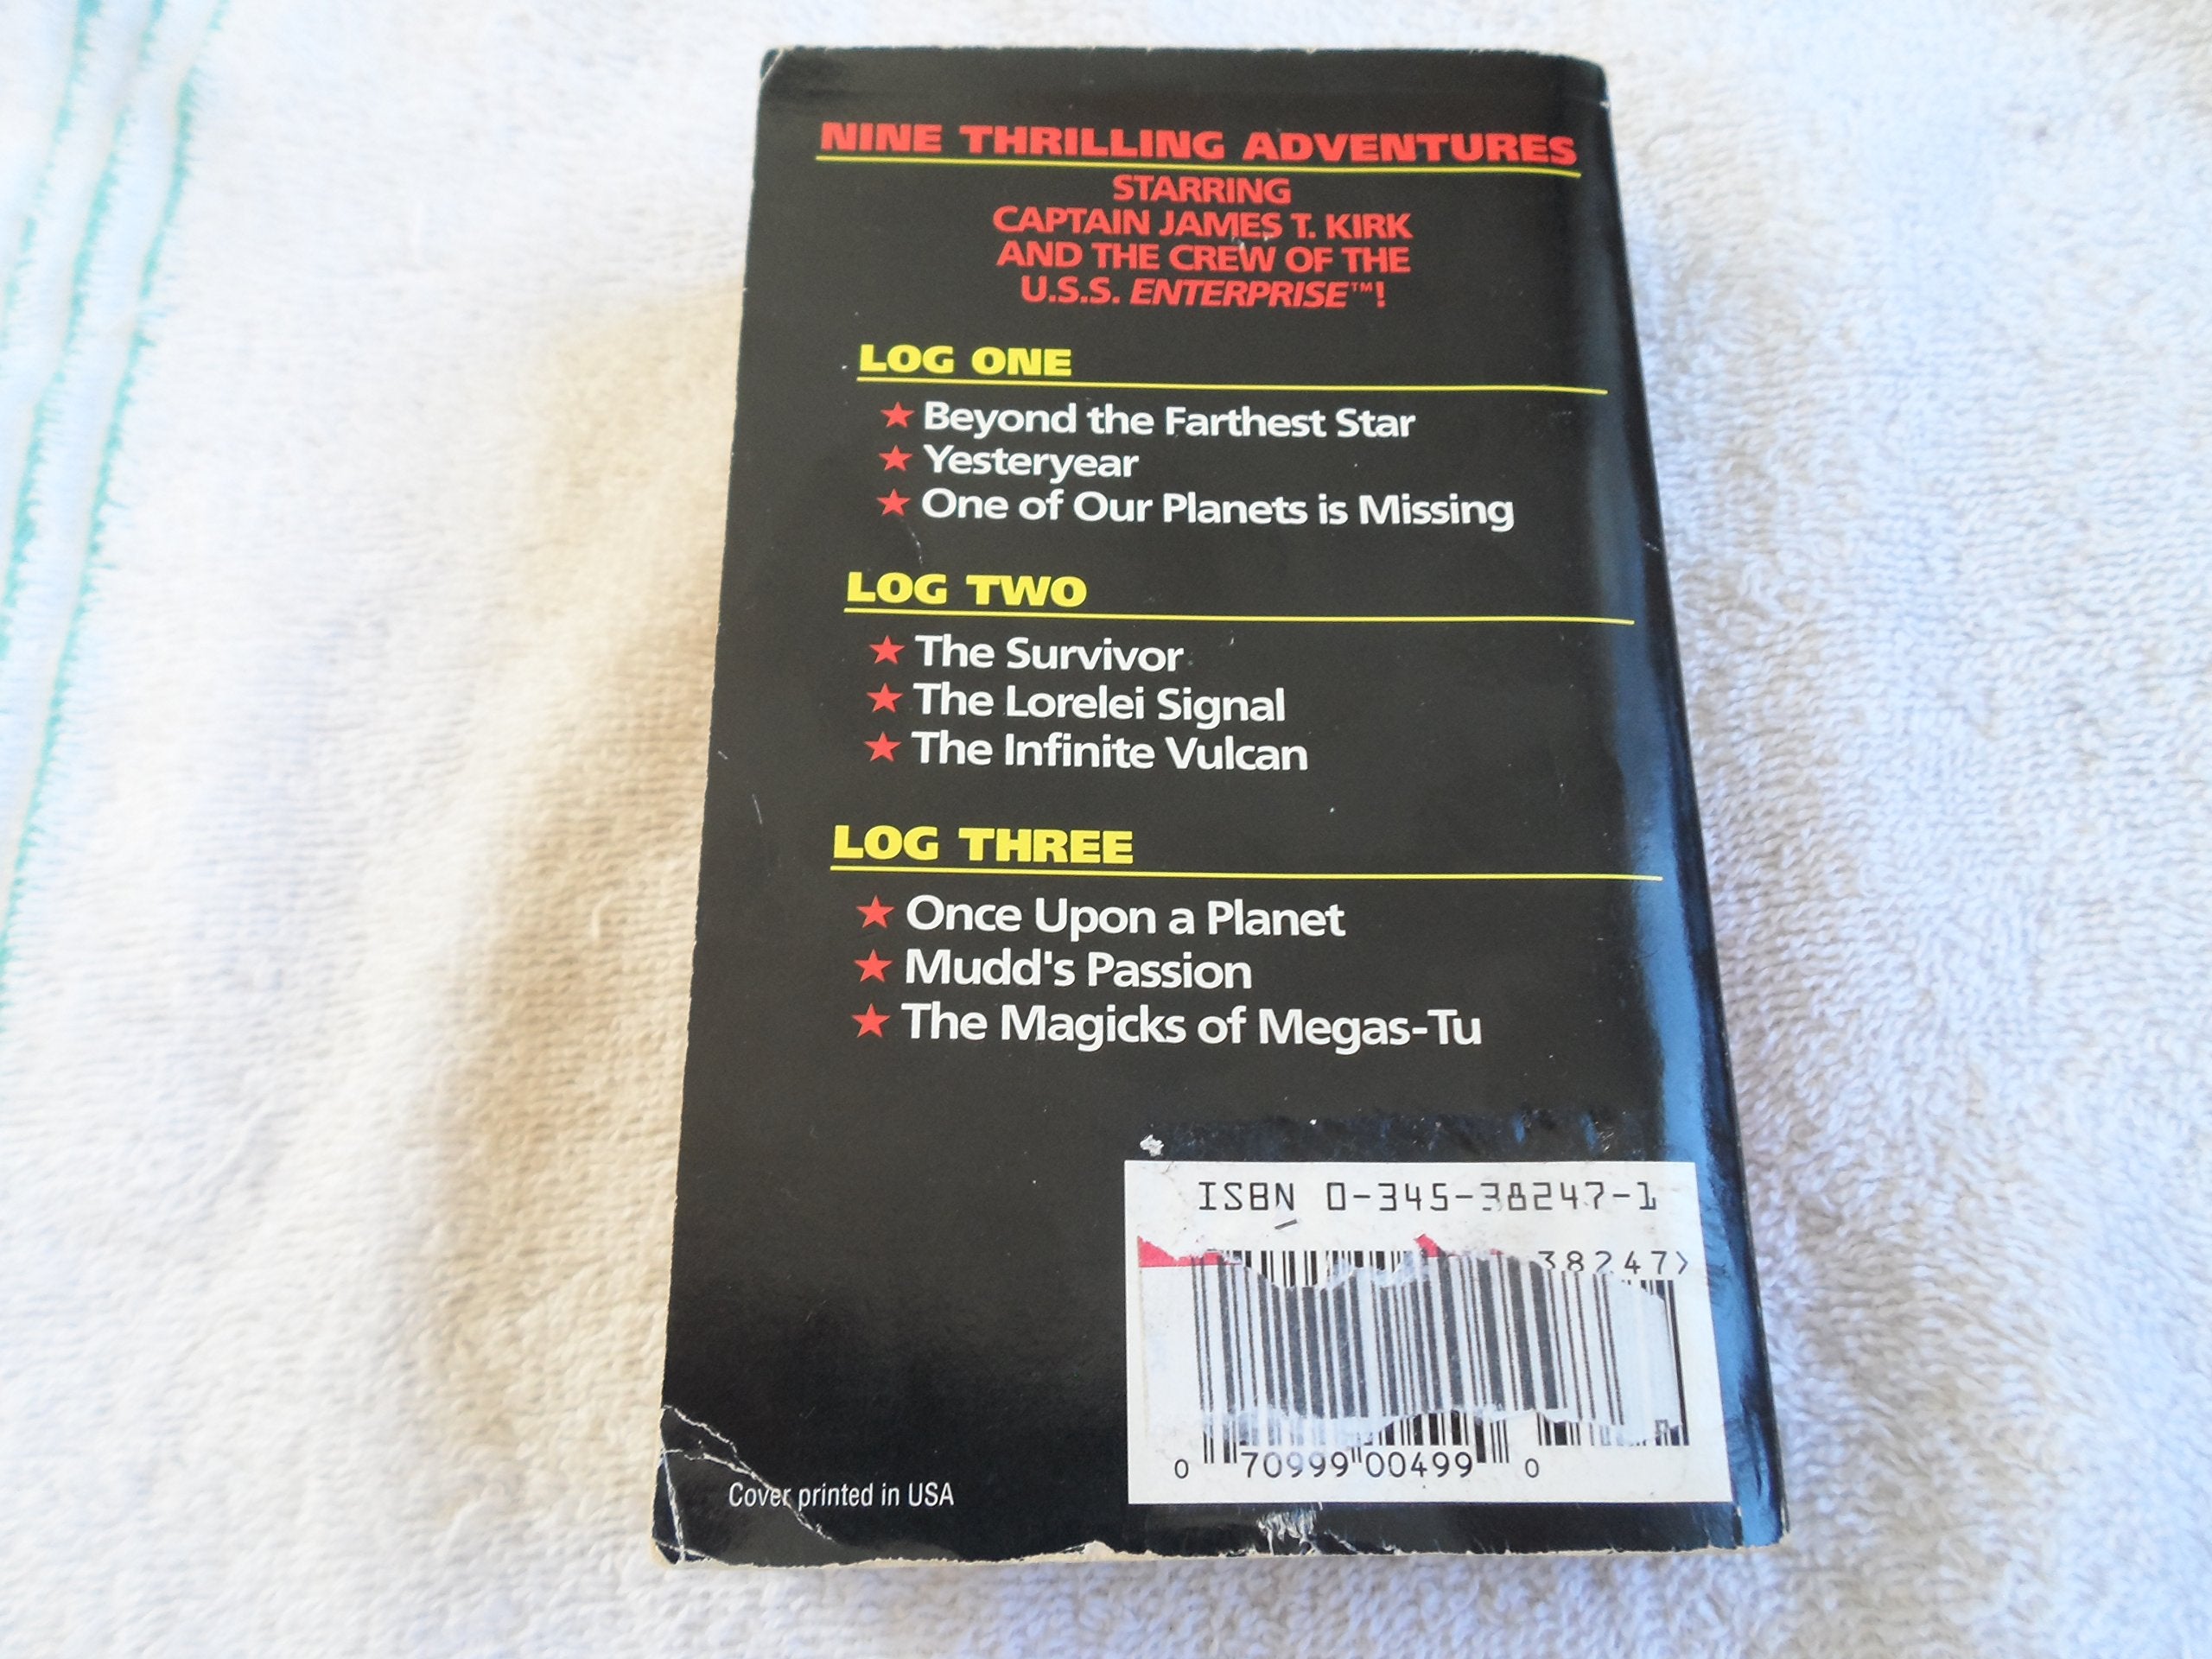 NINE THRILLING ADVENTURES
STARRING
CAPTAIN JAMES T. KIRK
AND THE CREW OF THE
U.S.S. ENTERPRISE™!
LOG ONE
★ Beyond the Farthest Star
★ Yesteryear
★ One of Our Planets is Missing
LOG TWO
★ The Survivor
★ The Lorelei Signal
★ The Infinite Vulcan
LOG THREE
★ Once Upon a Planet
★ Mudd's Passion
★ The Magicks of Megas-Tu
ISBN 0-345-38247-1
38247>
0 70999 00499 0
Cover printed in USA